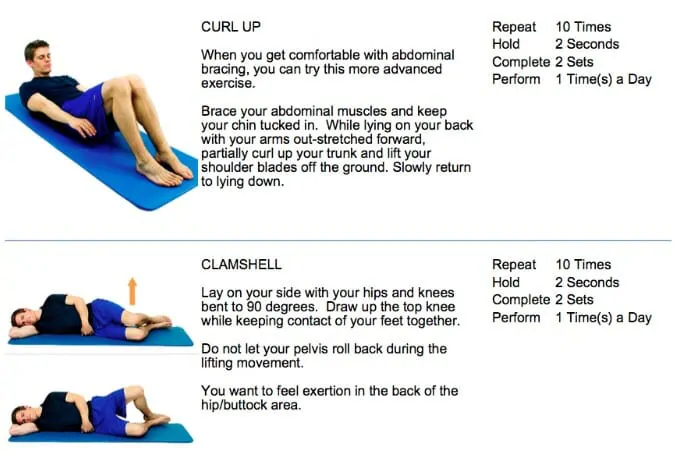 CURL UP
When you get comfortable with abdominal
bracing, you can try this more advanced
exercise.
Brace your abdominal muscles and keep
your chin tucked in.  While lying on your back
with your arms out-stretched forward,
partially curl up your trunk and lift your
shoulder blades off the ground. Slowly return
to lying down.
Repeat 10 Times
Hold 2 Seconds
Complete 2 Sets
Perform 1 Time(s) a Day
CLAMSHELL
Lay on your side with your hips and knees
bent to 90 degrees.  Draw up the top knee
while keeping contact of your feet together.
Do not let your pelvis roll back during the
lifting movement.
You want to feel exertion in the back of the
hip/buttock area.
Repeat 10 Times
Hold 2 Seconds
Complete 2 Sets
Perform 1 Time(s) a Day